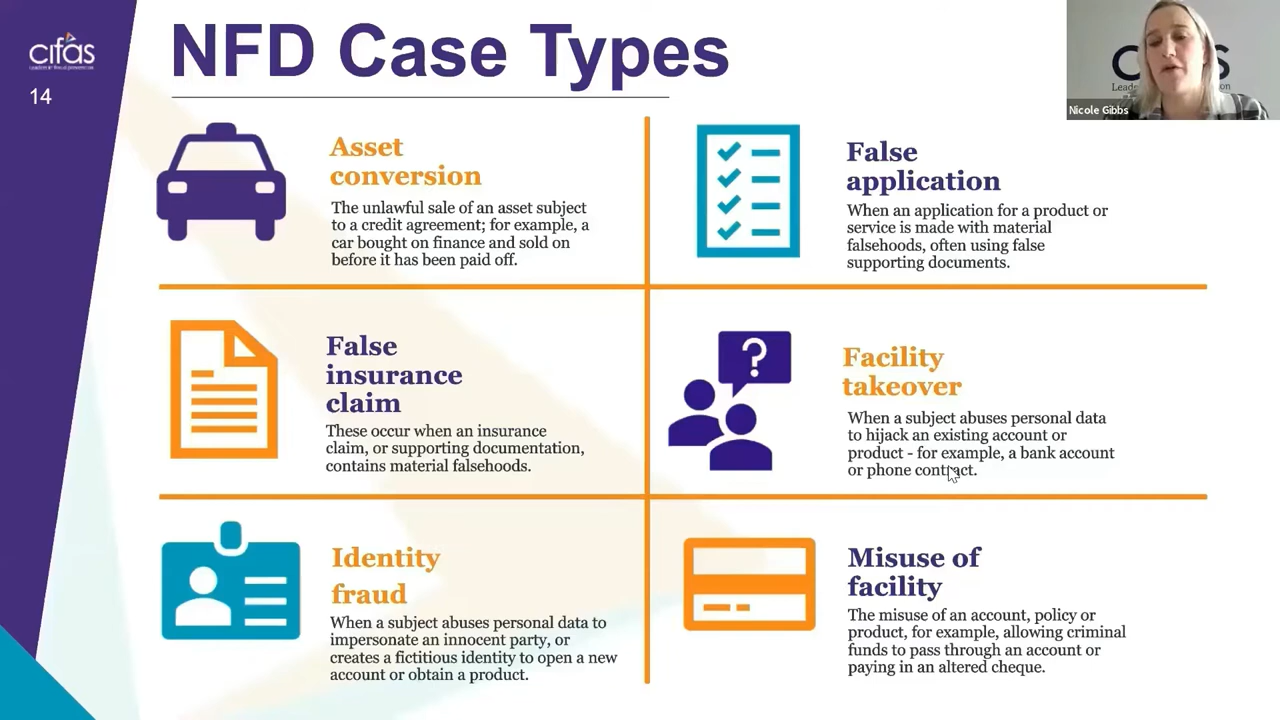 cifas
14
NFD Case Types
Nicole Gibbs
Asset
conversion
The unlawful sale of an asset subject
to a credit agreement; for example, a
car bought on finance and sold on
before it has been paid off.
False
application
When an application for a product or
service is made with material
falsehoods, often using false
supporting documents.
False
insurance
claim
These occur when an insurance
claim, or supporting documentation,
contains material falsehoods.
Facility
takeover
When a subject abuses personal data
to hijack an existing account or
product - for example, a bank account
or phone contract.
Identity
fraud
When a subject abuses personal data to
impersonate an innocent party, or
creates a fictitious identity to open a new
account or obtain a product.
Misuse of
facility
The misuse of an account, policy or
product, for example, allowing criminal
funds to pass through an account or
paying in an altered cheque.